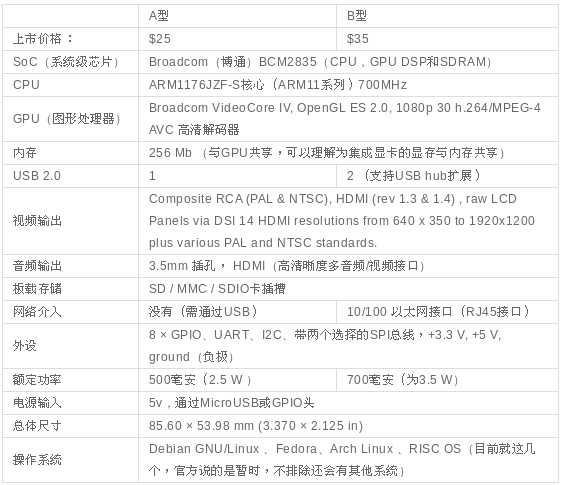 A型 B型
上市价格： $25 $35
SoC（系统级芯片） Broadcom（博通）BCM2835（CPU，GPU DSP和SDRAM）
CPU ARM1176JZF-S核心（ARM11系列）700MHz
GPU（图形处理器） Broadcom VideoCore IV, OpenGL ES 2.0, 1080p 30 h.264/MPEG-4
AVC 高清解码器
内存 256 Mb （与GPU共享，可以理解为集成显卡的显存与内存共享）
USB 2.0 1 2 （支持USB hub扩展）
视频输出 Composite RCA (PAL & NTSC), HDMI (rev 1.3 & 1.4) , raw LCD
Panels via DSI 14 HDMI resolutions from 640 x 350 to 1920x1200
plus various PAL and NTSC standards.
音频输出 3.5mm 插孔， HDMI（高清晰度多音频/视频接口）
板载存储 SD / MMC / SDIO卡插槽
网络介入 没有（需通过USB） 10/100 以太网接口（RJ45接口）
外设 8 × GPIO、UART、I2C、带两个选择的SPI总线，+3.3 V, +5 V,
ground（负极）
额定功率 500毫安（2.5 W ） 700毫安（为3.5 W）
电源输入 5v，通过MicroUSB或GPIO头
总体尺寸 85.60 × 53.98 mm (3.370 × 2.125 in)
操作系统 Debian GNU/Linux 、Fedora、Arch Linux 、RISC OS（目前就这几
个，官方说的是暂时，不排除还会有其他系统）